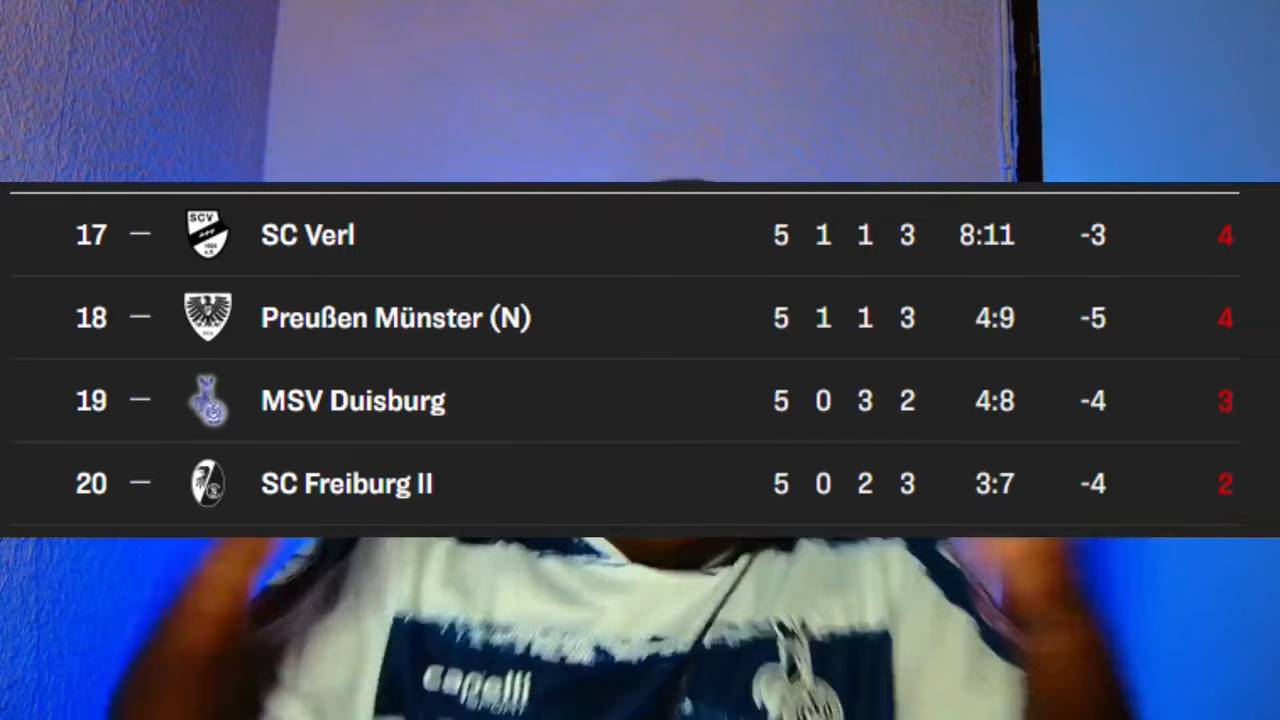 17 — SCV SC Verl 5 1 1 3 8:11 -3 4
18 — Preußen Münster (N) 5 1 1 3 4:9 -5 4
19 — MSV Duisburg 5 0 3 2 4:8 -4 3
20 — SC Freiburg II 5 0 2 3 3:7 -4 2
capelli